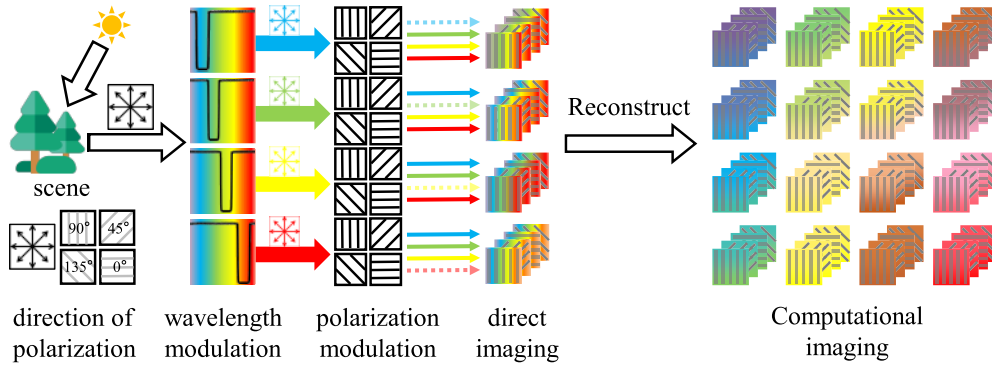 scene
90° 45°
135° 0°
direction of
polarization
wavelength
modulation
polarization
modulation
direct
imaging
Reconstruct
Computational
imaging